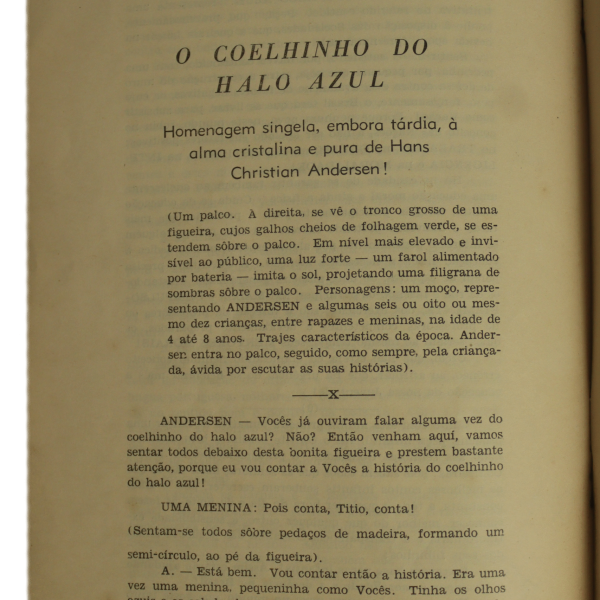 O COELHINHO DO
HALO AZUL
Homenagem singela, embora tárdia, à
alma cristalina e pura de Hans
Christian Andersen!
(Um palco. A direita, se vê o tronco grosso de uma
figueira, cujos galhos cheios de folhagem verde, se es-
tendem sôbre o palco. Em nível mais elevado e invi-
sível ao público, uma luz forte — um farol alimentado
por bateria — imita o sol, projetando uma filigrana de
sombras sôbre o palco. Personagens: um moço, repre-
sentando ANDERSEN e algumas seis ou oito ou mes-
mo dez crianças, entre rapazes e meninas, na idade de
4 até 8 anos. Trajes característicos da época. Ander-
sen entra no palco, seguido, como sempre, pela criança-
da, ávida por escutar as suas histórias).
——X——
ANDERSEN — Vocês já ouviram falar alguma vez do
coelhinho do halo azul? Não? Então venham aquí, vamos
sentar todos debaixo desta bonita figueira e prestem bastante
atenção, porque eu vou contar a Vocês a história do coelhinho
do halo azul!
UMA MENINA: Pois conta, Titio, conta!
(Sentam-se todos sôbre pedaços de madeira, formando um
semi-círculo, ao pé da figueira).
A. — Está bem. Vou contar então a história. Era uma
vez uma menina, pequeninha como Vocês. Tinha os olhos